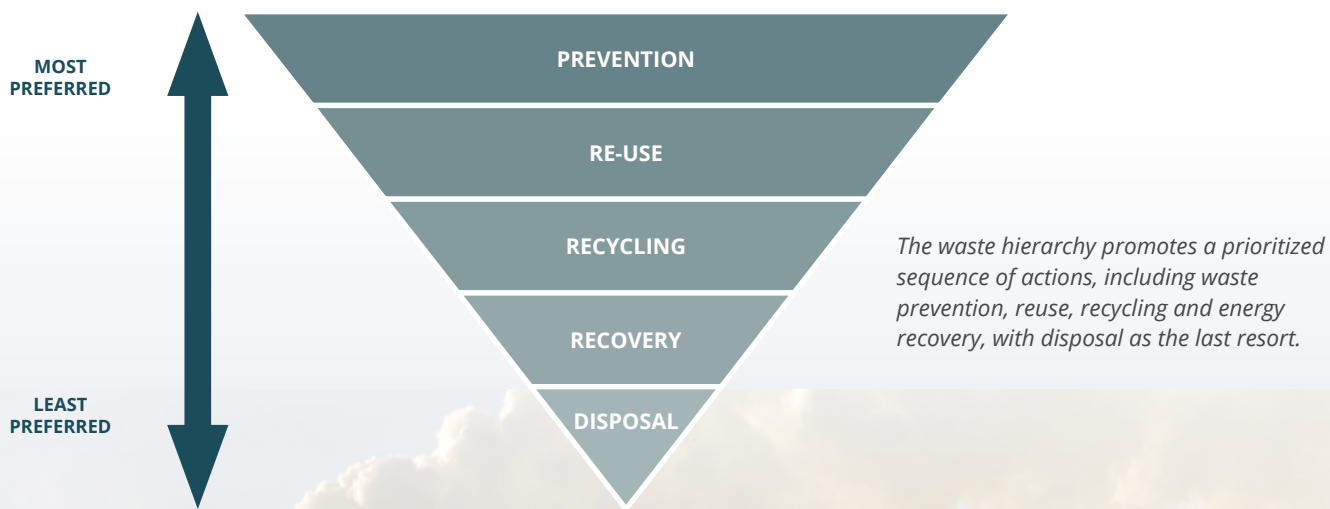 MOST
PREFERRED
PREVENTION
RE-USE
RECYCLING
The waste hierarchy promotes a prioritized
sequence of actions, including waste
prevention, reuse, recycling and energy
recovery, with disposal as the last resort.
RECOVERY
LEAST
PREFERRED
DISPOSAL